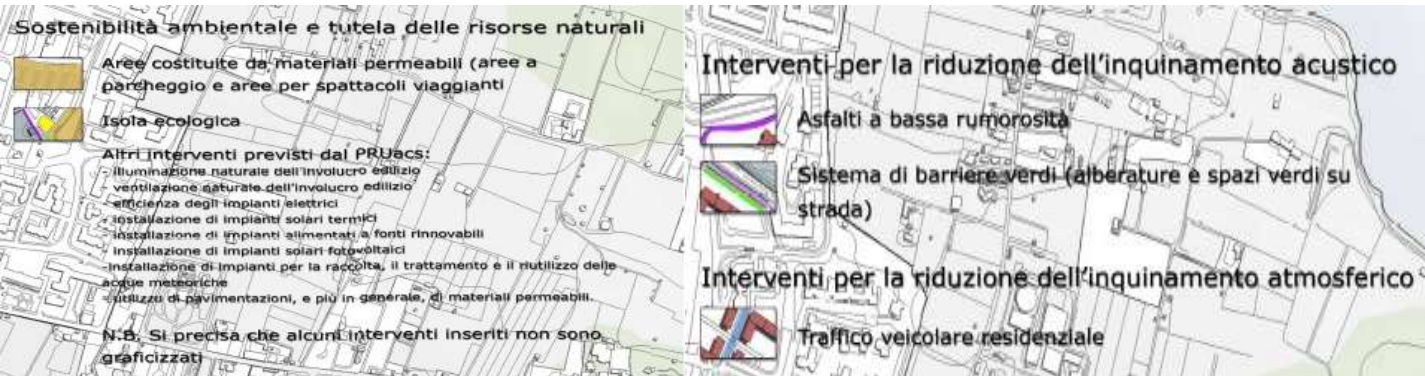 Sostenibilità ambientale e tutela delle risorse naturali
Aree costituite da materiali permeabili (aree a
parcheggio e aree per spattacoli viaggianti
Isola ecologica
Altri interventi previsti dal PRUacs:
- illuminazione naturale dell'involucro edilizio
- ventilazione naturale dell'involucro edilizio
- efficienza degli impianti elettrici
- installazione di impianti solari termici
- installazione di impianti alimentati a fonti rinnovabili
- installazione di impianti solari fotovoltaici
-installazione di impianti per la raccolta, il trattamento e il riutilizzo delle
acque meteoriche
- utilizzo di pavimentazioni, e più in generale, di materiali permeabili.
N.B. Si precisa che alcuni interventi inseriti non sono
graficizzati
Interventi per la riduzione dell'inquinamento acustico
Asfalti a bassa rumorosità
Sistema di barriere verdi (alberature e spazi verdi su
strada)
Interventi per la riduzione dell'inquinamento atmosferico
Traffico veicolare residenziale